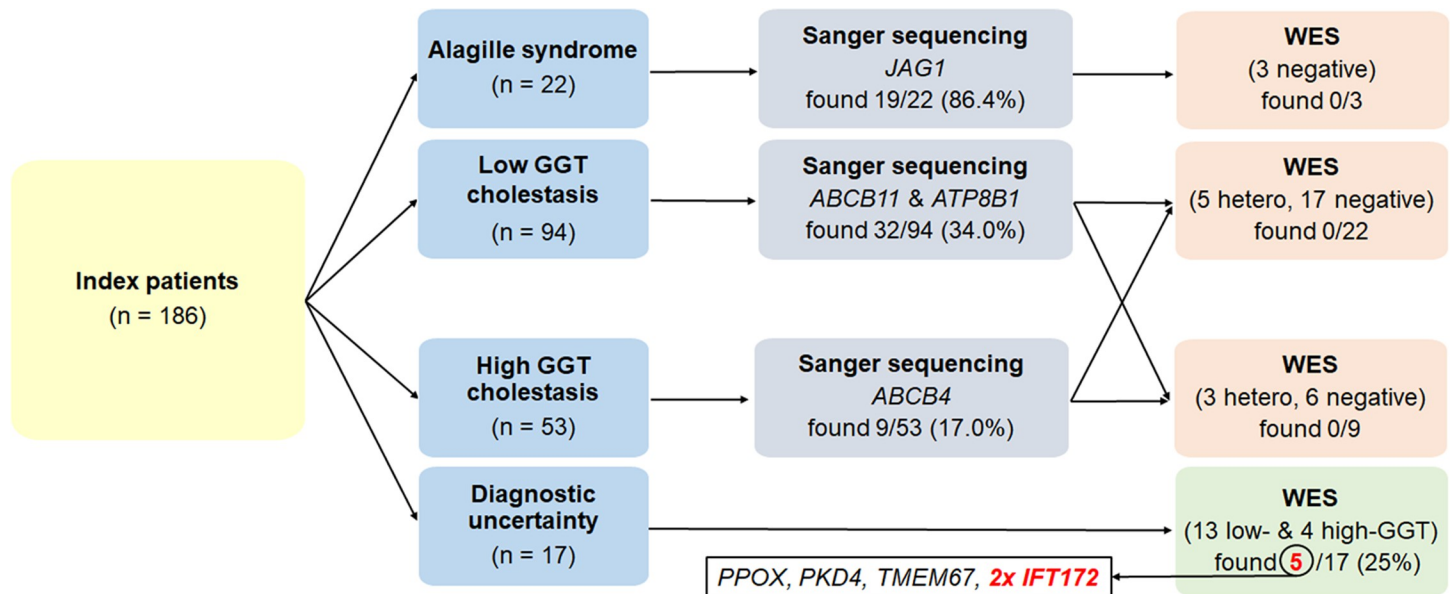 Index patients
(n = 186)
Alagille syndrome
(n = 22)
Sanger sequencing
JAG1
found 19/22 (86.4%)
WES
(3 negative)
found 0/3
Low GGT
cholestasis
(n = 94)
Sanger sequencing
ABCB11 & ATP8B1
found 32/94 (34.0%)
WES
(5 hetero, 17 negative)
found 0/22
High GGT
cholestasis
(n = 53)
Sanger sequencing
ABCB4
found 9/53 (17.0%)
WES
(3 hetero, 6 negative)
found 0/9
Diagnostic
uncertainty
(n = 17)
WES
(13 low- & 4 high-GGT)
found 5/17 (25%)
PPOX, PKD4, TMEM67, 2x IFT172